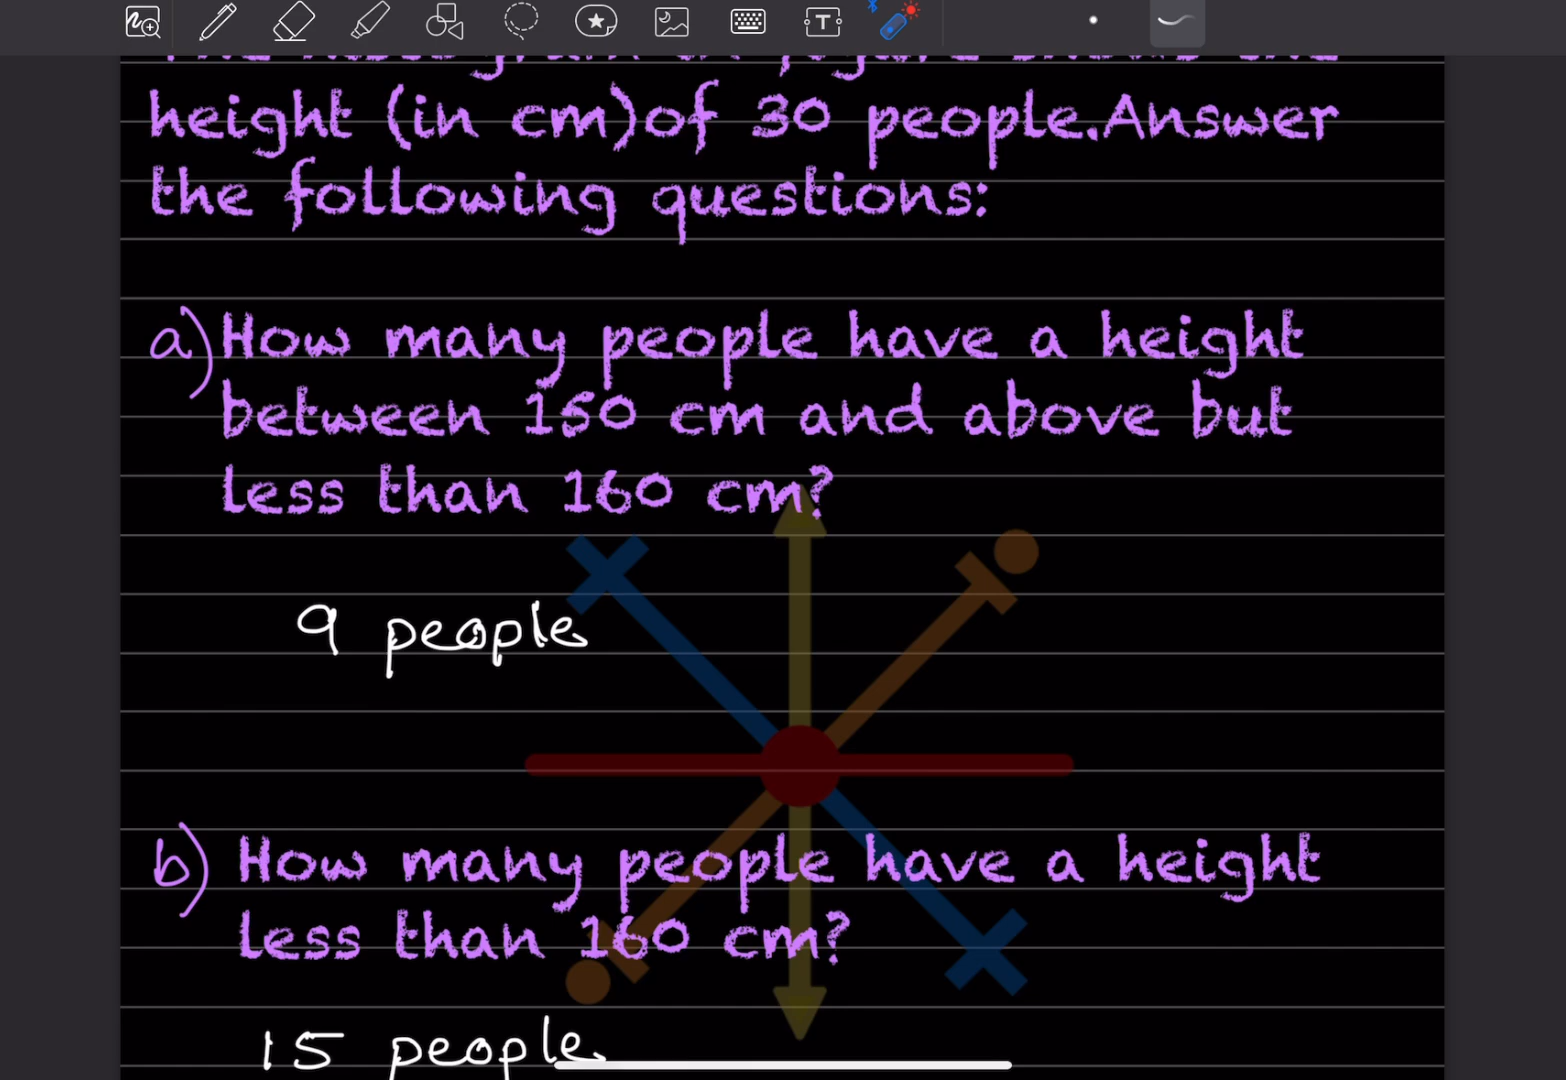 height (in cm)of 30 people.Answer
the following questions:
a) How many people have a height
between 150 cm and above but
less than 160 cm?
9 people
b) How many people have a height
less than 160 cm?
15 people